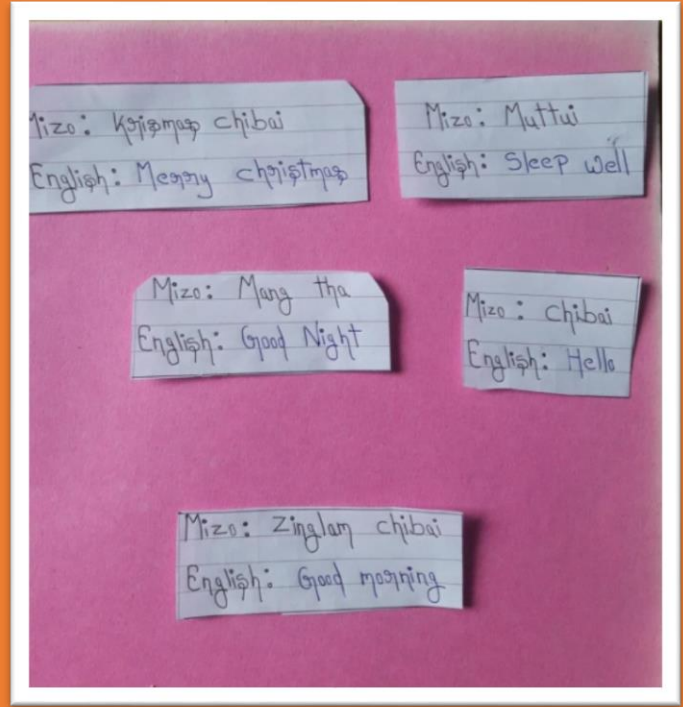 Mizo: Krismas chibai
English: Merry christmas
Mizo: Muttui
English: Sleep well
Mizo: Mang tha
English: Good Night
Mizo: chibai
English: Hello
Mizo: Zinglam chibai
English: Good morning